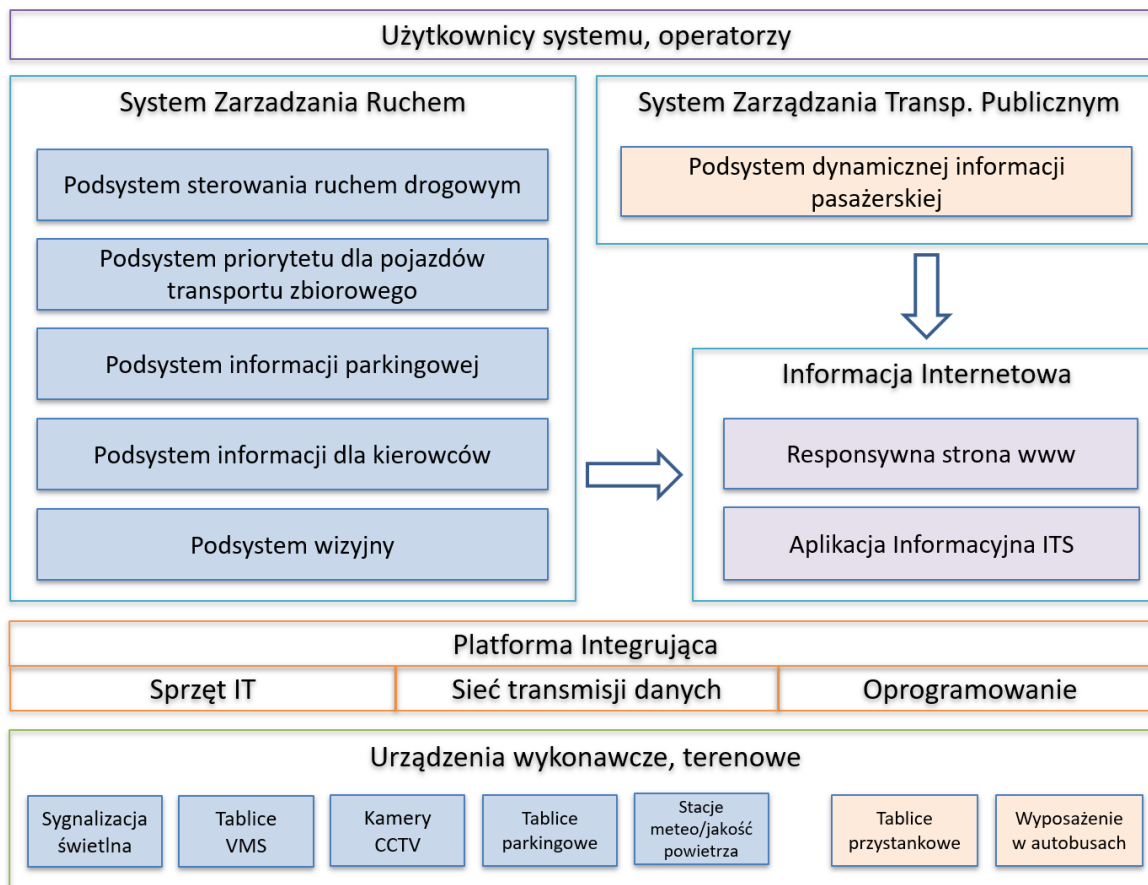 Użytkownicy systemu, operatorzy
System Zarzadzania Ruchem
Podsystem sterowania ruchem drogowym
Podsystem priorytetu dla pojazdów
transportu zbiorowego
Podsystem informacji parkingowej
Podsystem informacji dla kierowców
Podsystem wizyjny
System Zarządzania Transp. Publicznym
Podsystem dynamicznej informacji
pasażerskiej
Informacja Internetowa
Responsywna strona www
Aplikacja Informacyjna ITS
Platforma Integrująca
Sprzęt IT
Sieć transmisji danych
Oprogramowanie
Urządzenia wykonawcze, terenowe
Sygnalizacja
świetlna
Tablice
VMS
Kamery
CCTV
Tablice
parkingowe
Stacje
meteo/jakość
powietrza
Tablice
przystankowe
Wyposażenie
w autobusach